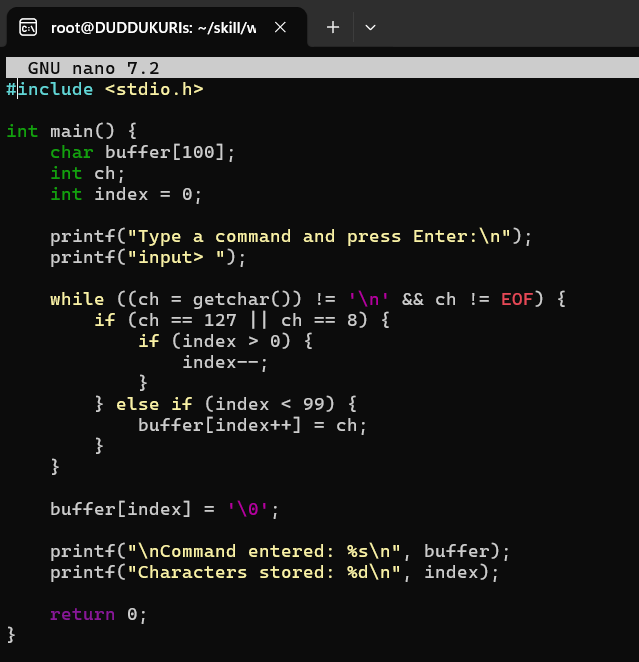 root@DUDDUKURIs: ~/skill/w
GNU nano 7.2
#include <stdio.h>

int main() {
    char buffer[100];
    int ch;
    int index = 0;

    printf("Type a command and press Enter:\n");
    printf("input> ");

    while ((ch = getchar()) != '\n' && ch != EOF) {
        if (ch == 127 || ch == 8) {
            if (index > 0) {
                index--;
            }
        } else if (index < 99) {
            buffer[index++] = ch;
        }
    }

    buffer[index] = '\0';

    printf("\nCommand entered: %s\n", buffer);
    printf("Characters stored: %d\n", index);

    return 0;
}